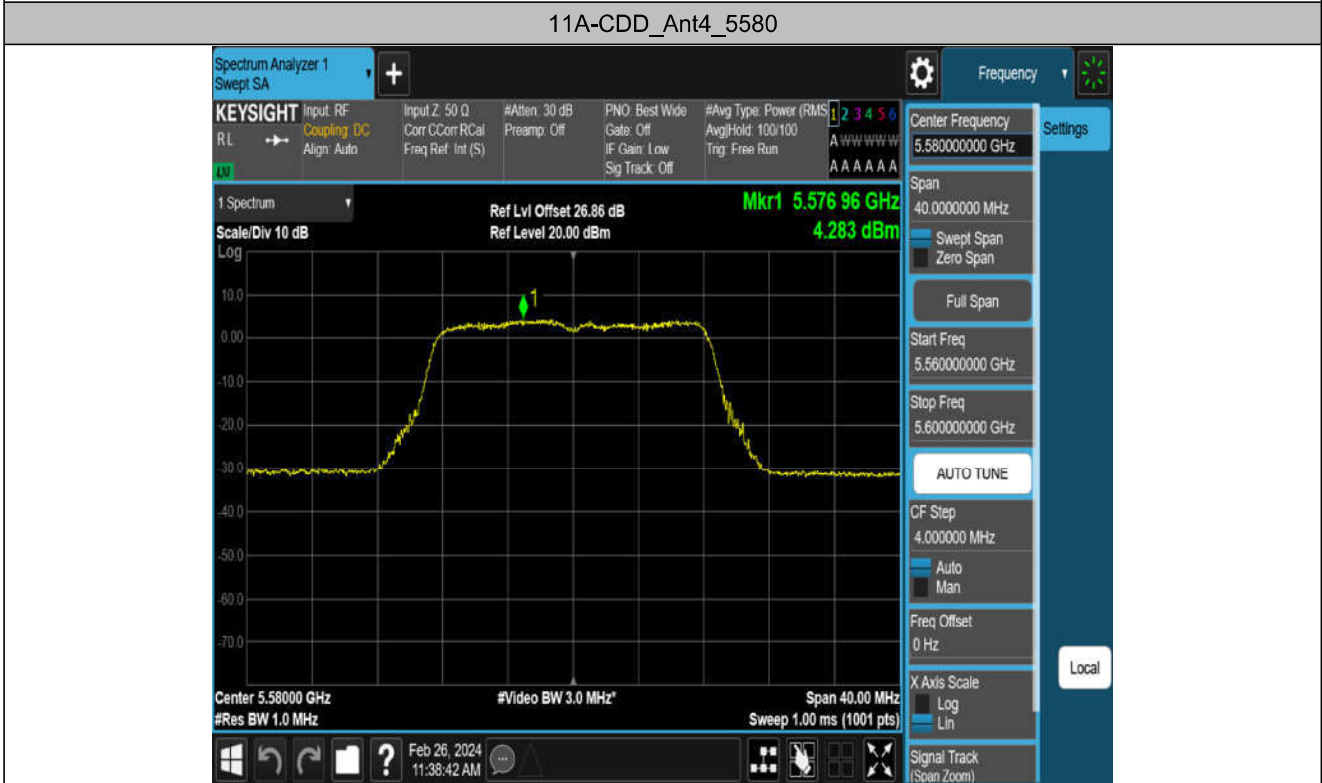 11A-CDD_Ant4_5580
Spectrum Analyzer 1
Swept SA
+
Frequency
KEYSIGHT
RL
LXI
Input: RF
Coupling: DC
Align: Auto
Input Z: 50 Ω
Corr CCorr RCal
Freq Ref: Int (S)
#Atten: 30 dB
Preamp: Off
PNO: Best Wide
Gate: Off
IF Gain: Low
Sig Track: Off
#Avg Type: Power (RMS
Avg|Hold: 100/100
Trig: Free Run
1 2 3 4 5 6
A W W W W W
A A A A A A
1 Spectrum
Scale/Div 10 dB
Log
Ref Lvl Offset 26.86 dB
Ref Level 20.00 dBm
Mkr1 5.576 96 GHz
4.283 dBm
1
10.0
0.00
-10.0
-20.0
-30.0
-40.0
-50.0
-60.0
-70.0
Center 5.58000 GHz
#Res BW 1.0 MHz
#Video BW 3.0 MHz*
Span 40.00 MHz
Sweep 1.00 ms (1001 pts)
?
Feb 26, 2024
11:38:42 AM
Center Frequency
5.580000000 GHz
Settings
Span
40.0000000 MHz
Swept Span
Zero Span
Full Span
Start Freq
5.560000000 GHz
Stop Freq
5.600000000 GHz
AUTO TUNE
CF Step
4.000000 MHz
Auto
Man
Freq Offset
0 Hz
X Axis Scale
Log
Lin
Local
Signal Track
(Span Zoom)